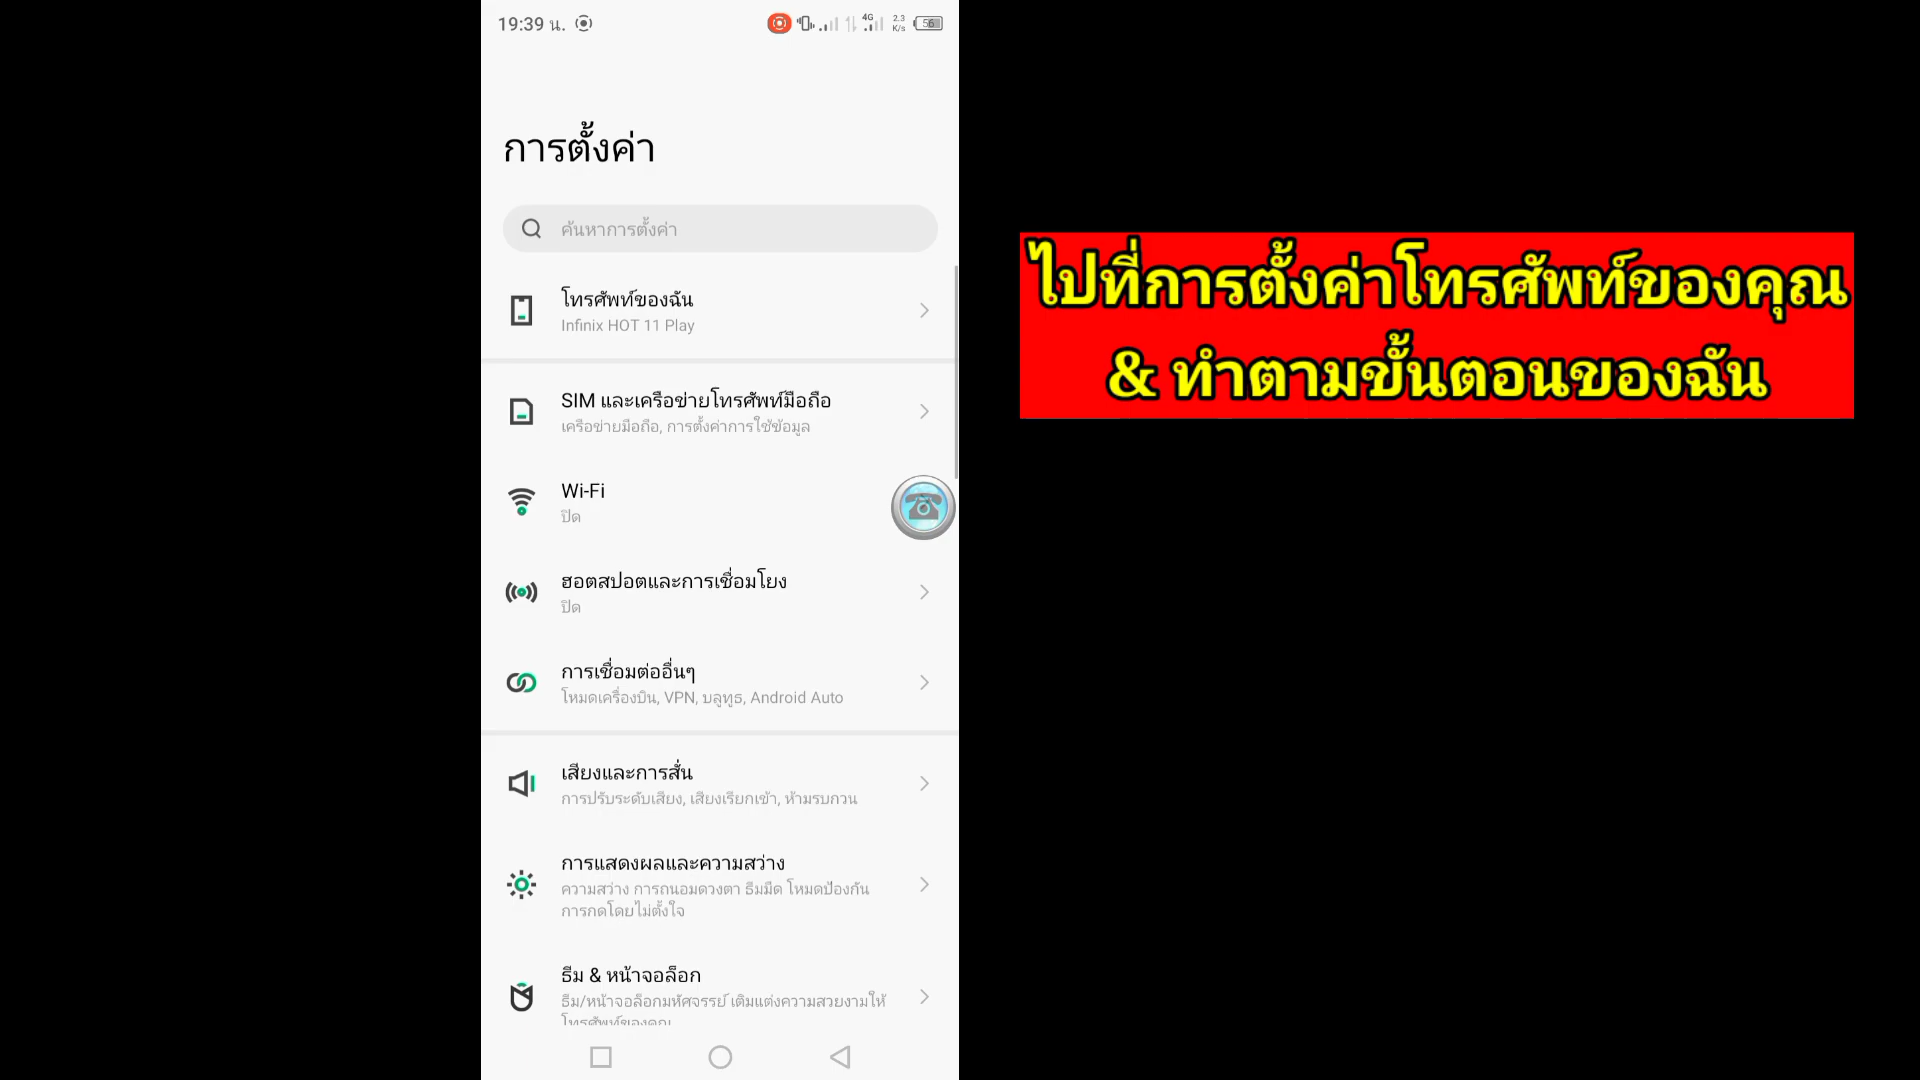 19:39 น.
4G
2.3
K/s
56
การตั้งค่า
ค้นหาการตั้งค่า
โทรศัพท์ของฉัน
Infinix HOT 11 Play
SIM และเครือข่ายโทรศัพท์มือถือ
เครือข่ายมือถือ, การตั้งค่าการใช้ข้อมูล
Wi-Fi
ปิด
ฮอตสปอตและการเชื่อมโยง
ปิด
การเชื่อมต่ออื่นๆ
โหมดเครื่องบิน, VPN, บลูทูธ, Android Auto
เสียงและการสั่น
การปรับระดับเสียง, เสียงเรียกเข้า, ห้ามรบกวน
การแสดงผลและความสว่าง
ความสว่าง การถนอมดวงตา ธีมมืด โหมดป้องกัน
การกดโดยไม่ตั้งใจ
ธีม & หน้าจอล็อก
ธีม/หน้าจอล็อกมหัศจรรย์ เติมแต่งความสวยงามให้
โทรศัพท์ของคุณ
ไปที่การตั้งค่าโทรศัพท์ของคุณ
& ทำตามขั้นตอนของฉัน